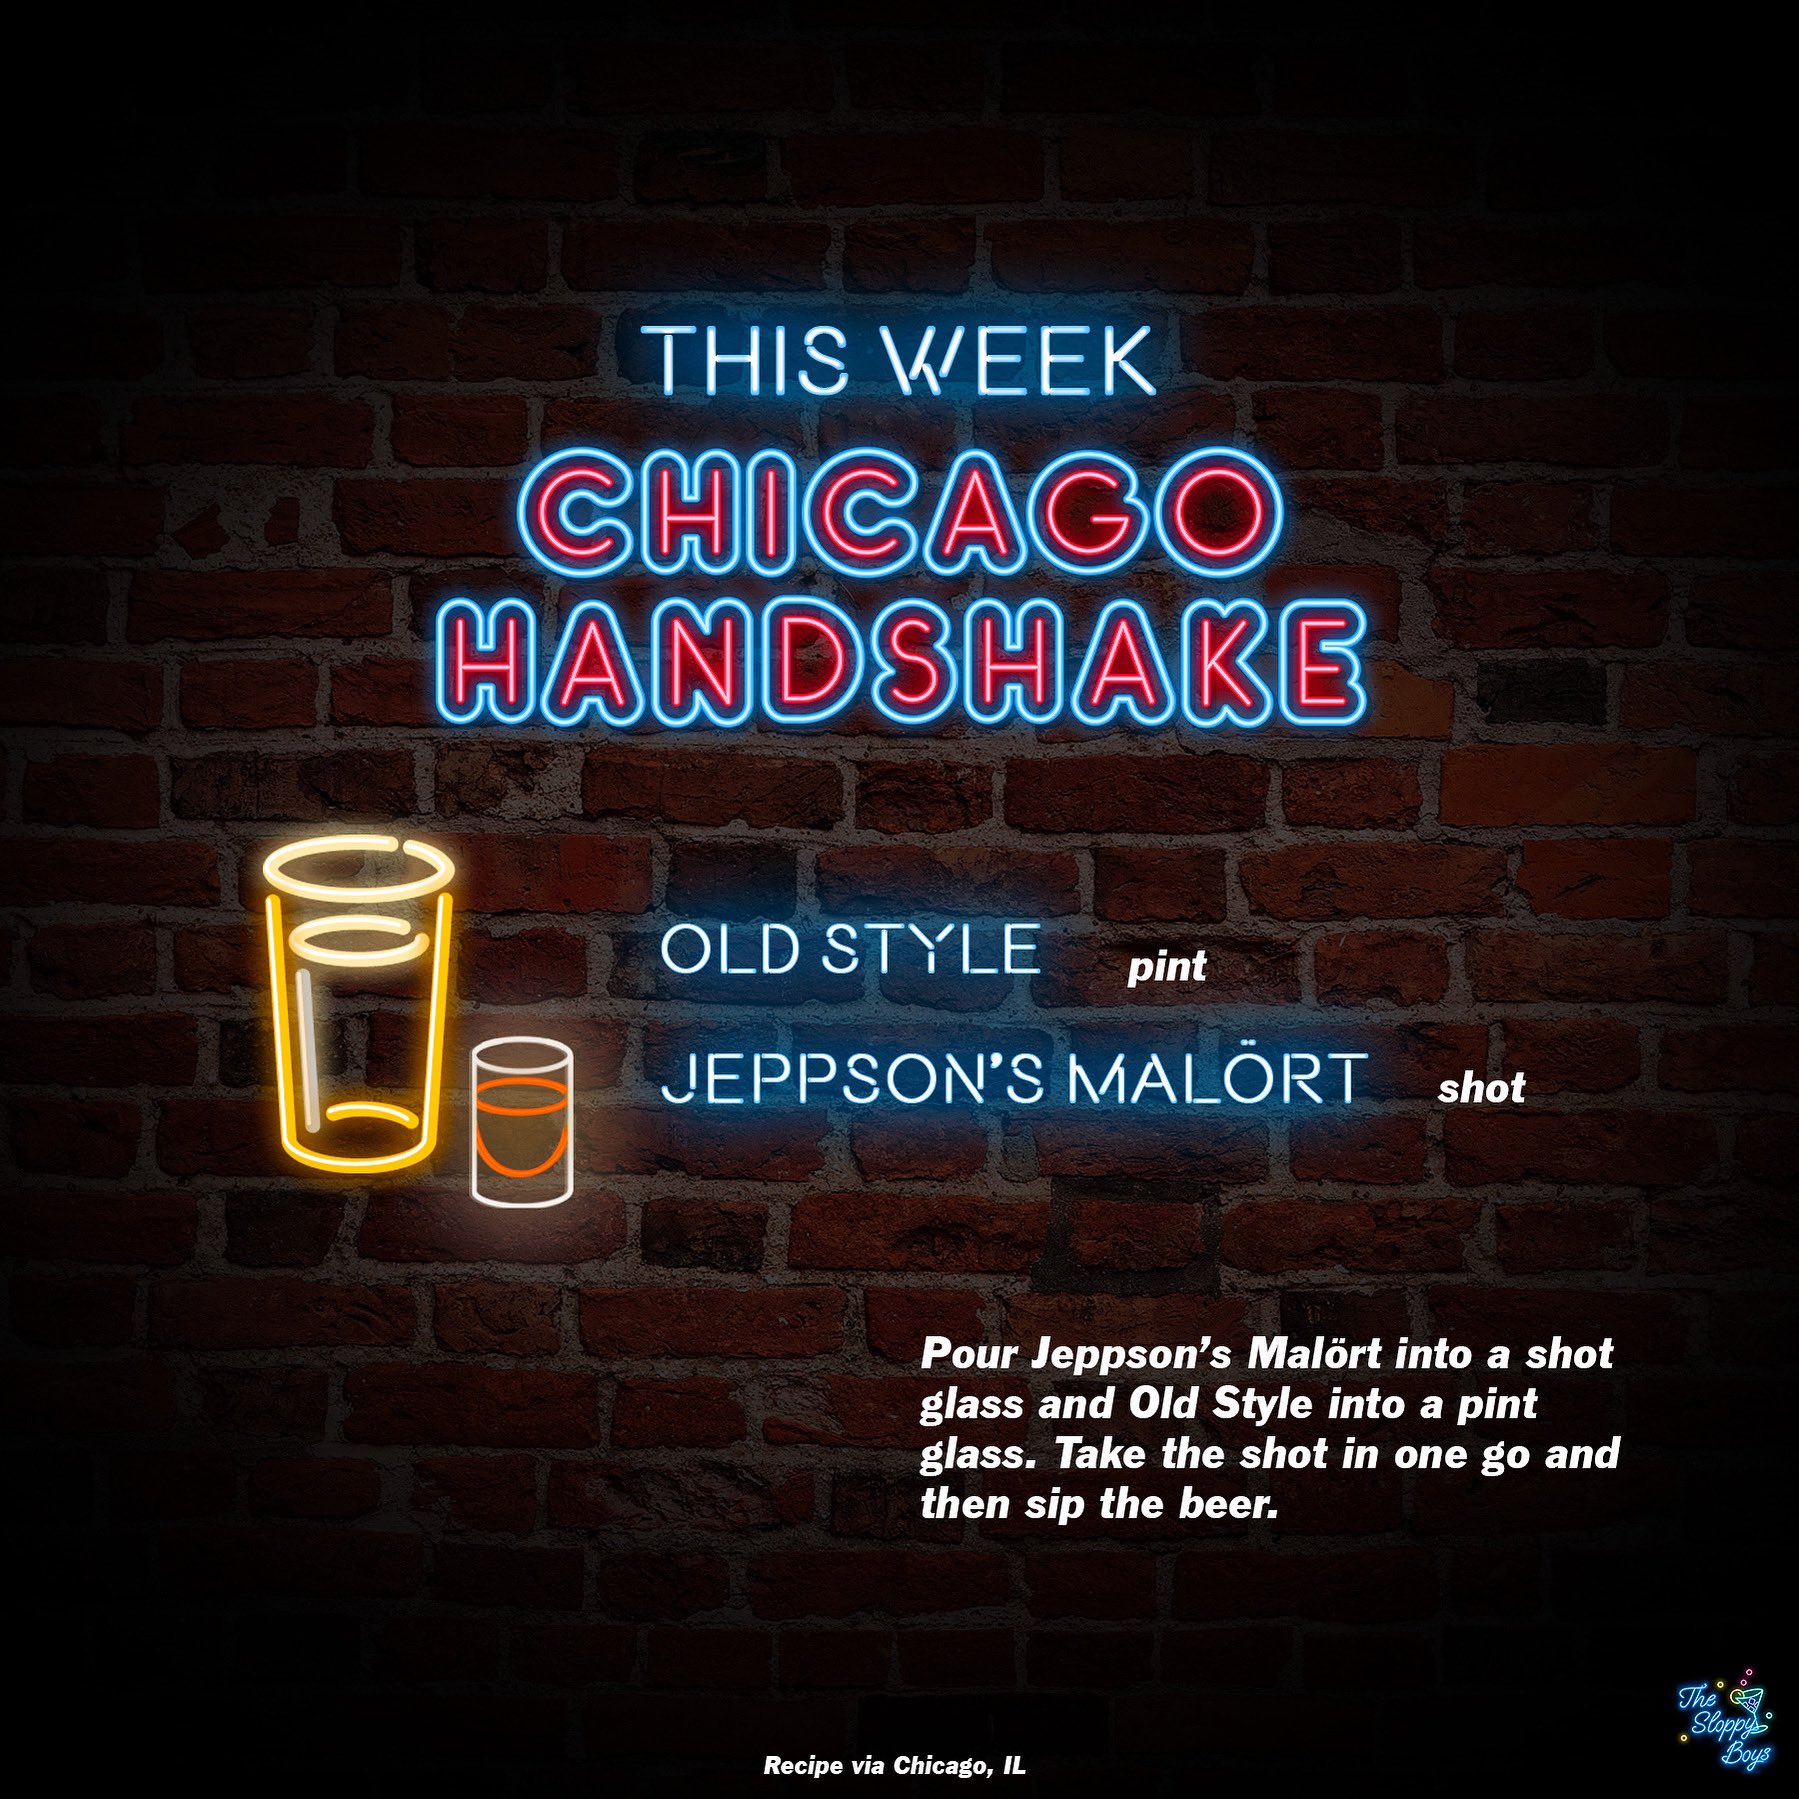 THIS WEEK
CHICAGO
HANDSHAKE
OLD STYLE pint
JEPPSON'S MALÖRT shot
Pour Jeppson's Malört into a shot
glass and Old Style into a pint
glass. Take the shot in one go and
then sip the beer.
Recipe via Chicago, IL
The
Sloppy
Boys